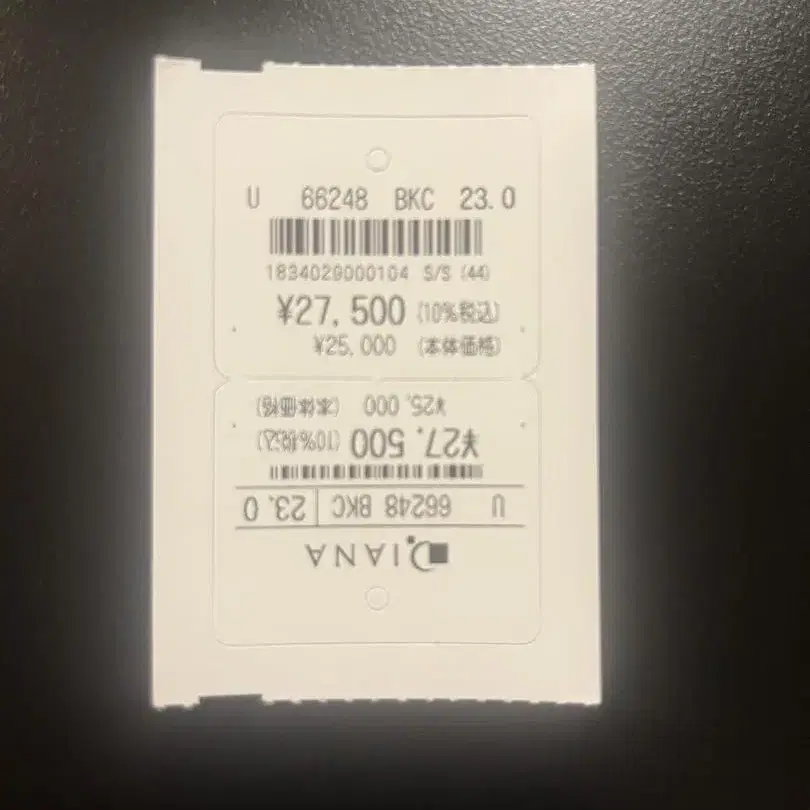 U 66248 BKC 23.0
1834029000104 S/S (44)
¥27,500 (10%税込)
¥25,000 (本体価格)
DIANA
U 66248 BKC 23.0
¥27,500 (10%税込)
¥25,000 (本体価格)